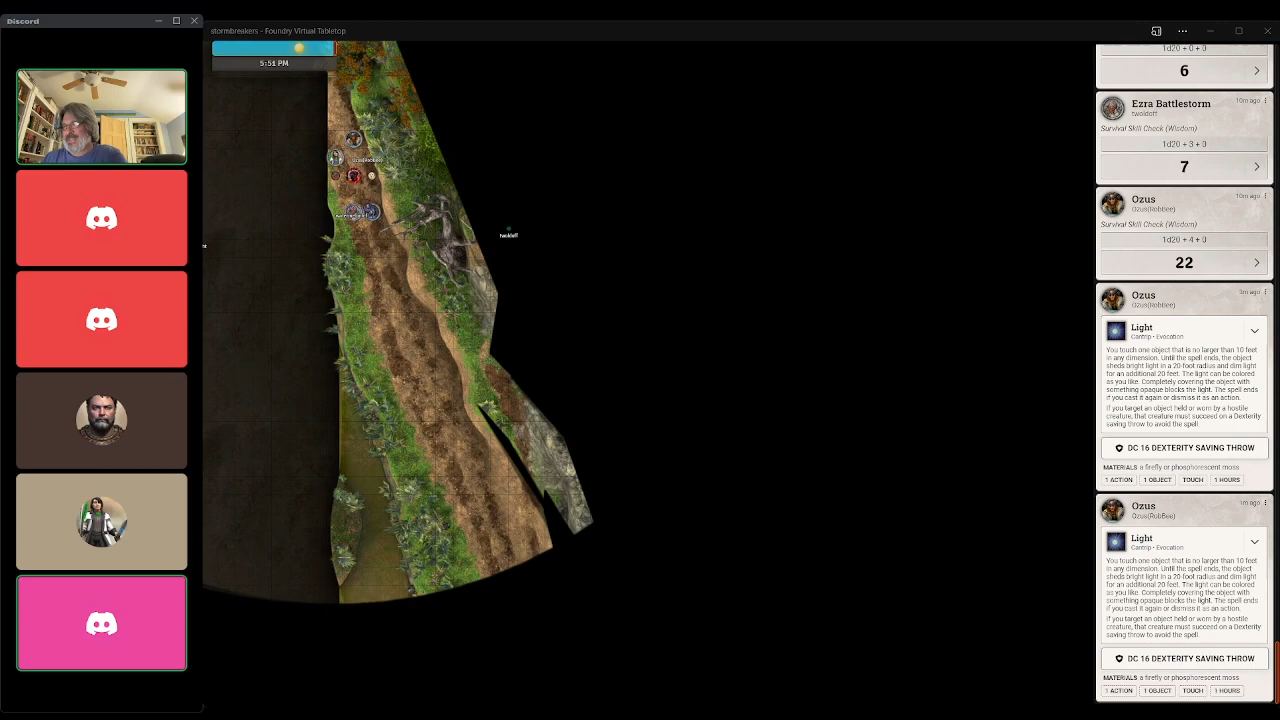 Discord
stormbreakers - Foundry Virtual Tabletop
5:51 PM
Ozus(RobBee)
twoldoff
1d20 + 0 + 0
6
Ezra Battlestorm
10m ago
twoldoff
Survival Skill Check (Wisdom)
1d20 + 3 + 0
7
Ozus
10m ago
Ozus(RobBee)
Survival Skill Check (Wisdom)
1d20 + 4 + 0
22
Ozus
3m ago
Ozus(RobBee)
Light
Cantrip • Evocation
You touch one object that is no larger than 10 feet
in any dimension. Until the spell ends, the object
sheds bright light in a 20-foot radius and dim light
for an additional 20 feet. The light can be colored
as you like. Completely covering the object with
something opaque blocks the light. The spell ends
if you cast it again or dismiss it as an action.
If you target an object held or worn by a hostile
creature, that creature must succeed on a Dexterity
saving throw to avoid the spell.
DC 16 DEXTERITY SAVING THROW
MATERIALS a firefly or phosphorescent moss
1 ACTION 1 OBJECT TOUCH 1 HOURS
Ozus
1m ago
Ozus(RobBee)
Light
Cantrip • Evocation
You touch one object that is no larger than 10 feet
in any dimension. Until the spell ends, the object
sheds bright light in a 20-foot radius and dim light
for an additional 20 feet. The light can be colored
as you like. Completely covering the object with
something opaque blocks the light. The spell ends
if you cast it again or dismiss it as an action.
If you target an object held or worn by a hostile
creature, that creature must succeed on a Dexterity
saving throw to avoid the spell.
DC 16 DEXTERITY SAVING THROW
MATERIALS a firefly or phosphorescent moss
1 ACTION 1 OBJECT TOUCH 1 HOURS